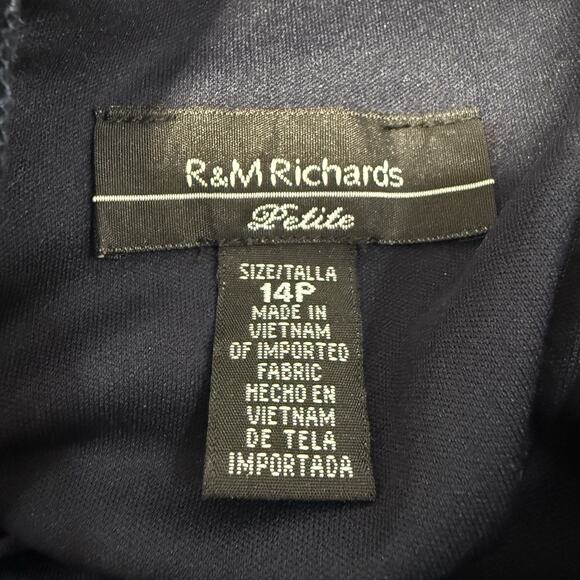 R&M Richards
Petite
SIZE/TALLA
14P
MADE IN
VIETNAM
OF IMPORTED
FABRIC
HECHO EN
VIETNAM
DE TELA
IMPORTADA